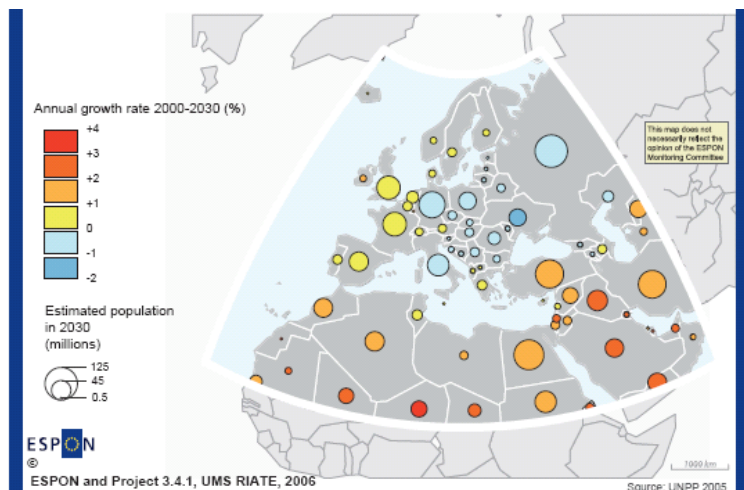 Annual growth rate 2000-2030 (%)
+4
+3
+2
+1
0
-1
-2
Estimated population
in 2030
(millions)
125
45
0.5
This map does not
necessarily reflect the
opinion of the ESPON
Monitoring Committee
ESPON
©
ESPON and Project 3.4.1, UMS RIATE, 2006
1000 km
Source: UNPP 2005